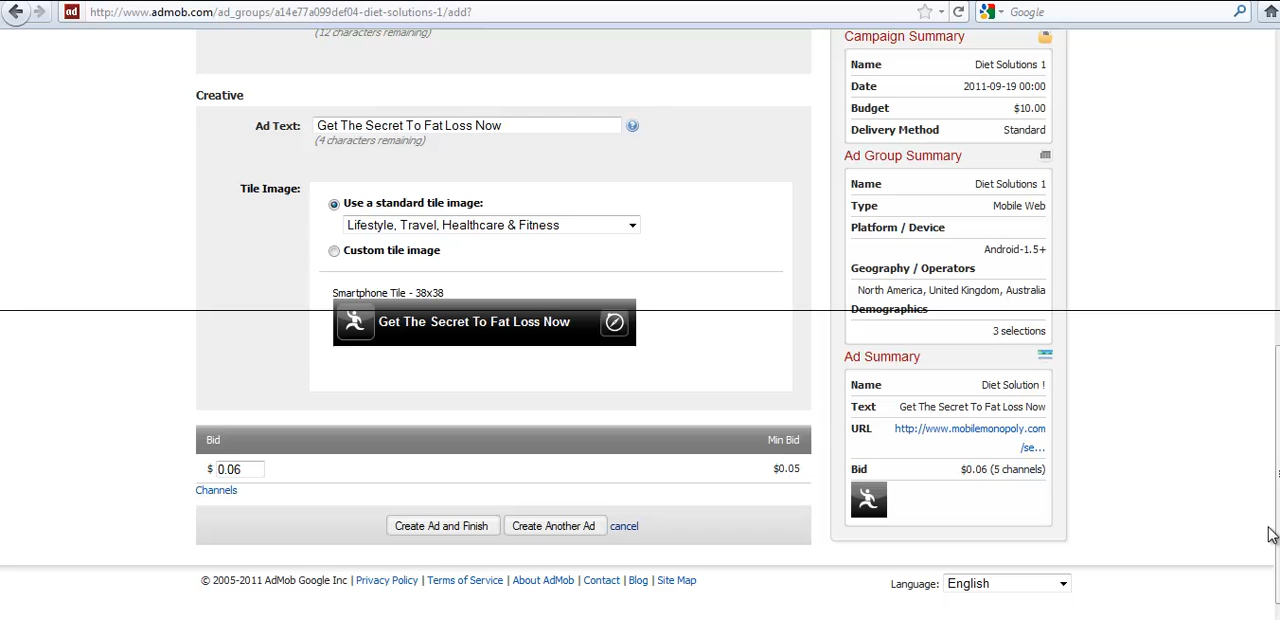 ad http://www.admob.com/ad_groups/a14e77a099def04-diet-solutions-1/add? Google
(12 characters remaining)
Creative
Ad Text: Get The Secret To Fat Loss Now
(4 characters remaining)
Tile Image:
Use a standard tile image:
Lifestyle, Travel, Healthcare & Fitness
Custom tile image
Smartphone Tile - 38x38
Get The Secret To Fat Loss Now
Bid Min Bid
$ 0.06 $0.05
Channels
Create Ad and Finish Create Another Ad cancel
Campaign Summary
Name Diet Solutions 1
Date 2011-09-19 00:00
Budget $10.00
Delivery Method Standard
Ad Group Summary
Name Diet Solutions 1
Type Mobile Web
Platform / Device
Android-1.5+
Geography / Operators
North America, United Kingdom, Australia
Demographics
3 selections
Ad Summary
Name Diet Solution !
Text Get The Secret To Fat Loss Now
URL http://www.mobilemonopoly.com
/se...
Bid $0.06 (5 channels)
© 2005-2011 AdMob Google Inc | Privacy Policy | Terms of Service | About AdMob | Contact | Blog | Site Map
Language: English